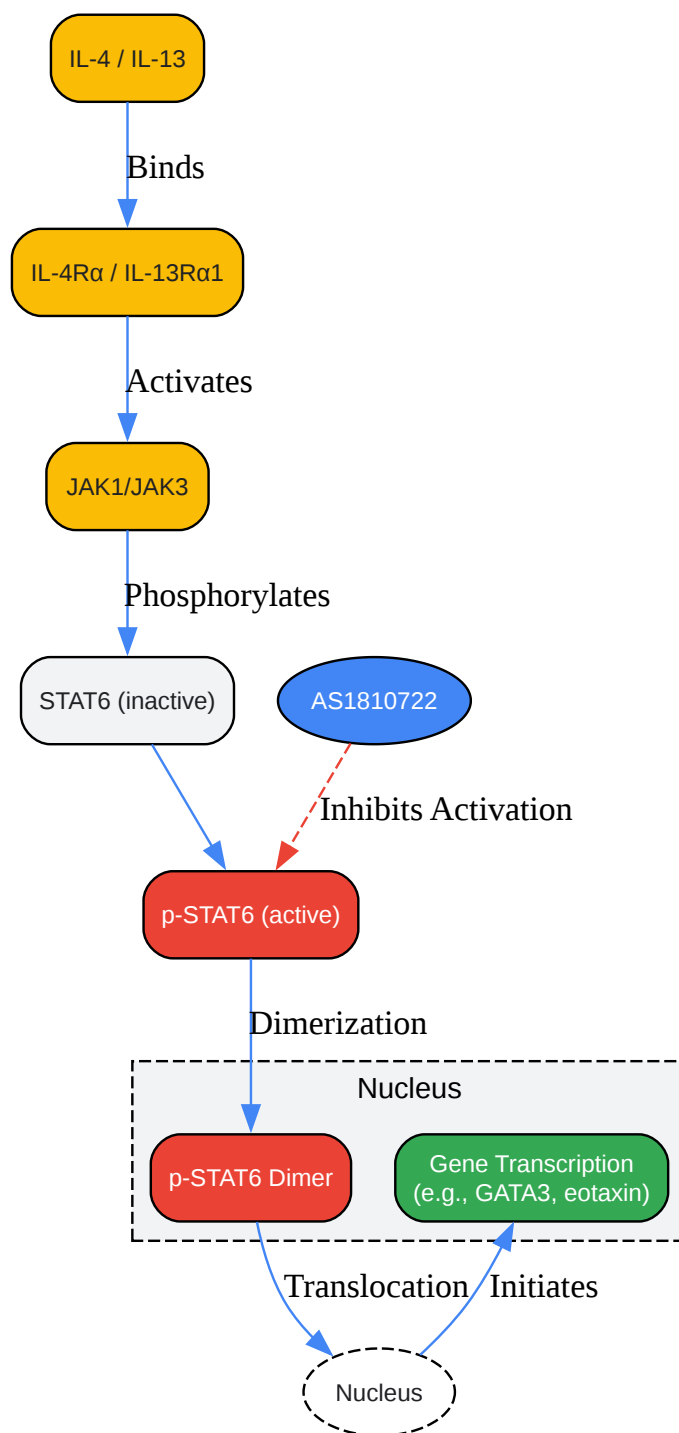 IL-4 / IL-13
Binds
IL-4Rα / IL-13Rα1
Activates
JAK1/JAK3
Phosphorylates
STAT6 (inactive)
AS1810722
Inhibits Activation
p-STAT6 (active)
Dimerization
Nucleus
p-STAT6 Dimer
Gene Transcription
(e.g., GATA3, eotaxin)
Translocation
Initiates
Nucleus